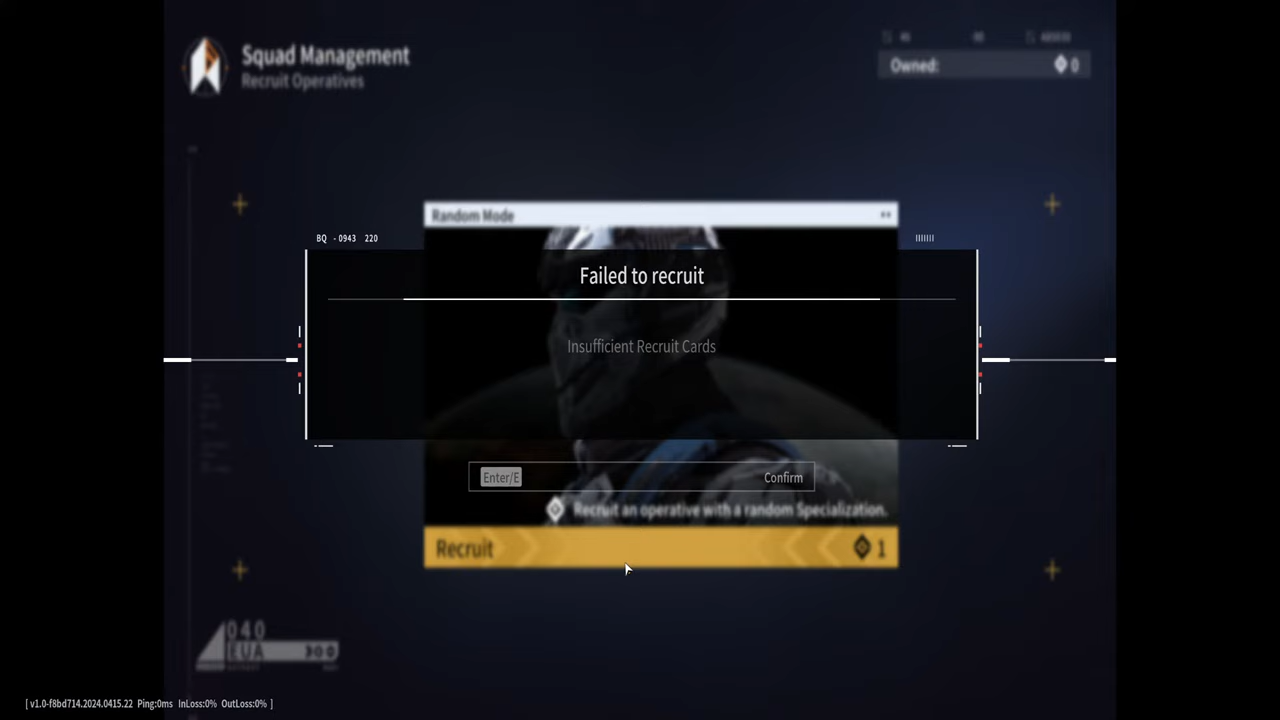 Squad Management
Recruit Operatives
Owned: 0
Random Mode
BQ - 0943 220
Failed to recruit
Insufficient Recruit Cards
Enter/E Confirm
Recruit an operative with a random Specialization.
Recruit 1
040
EUA
[ v1.0-f8bd714.2024.0415.22 Ping:0ms InLoss:0% OutLoss:0% ]